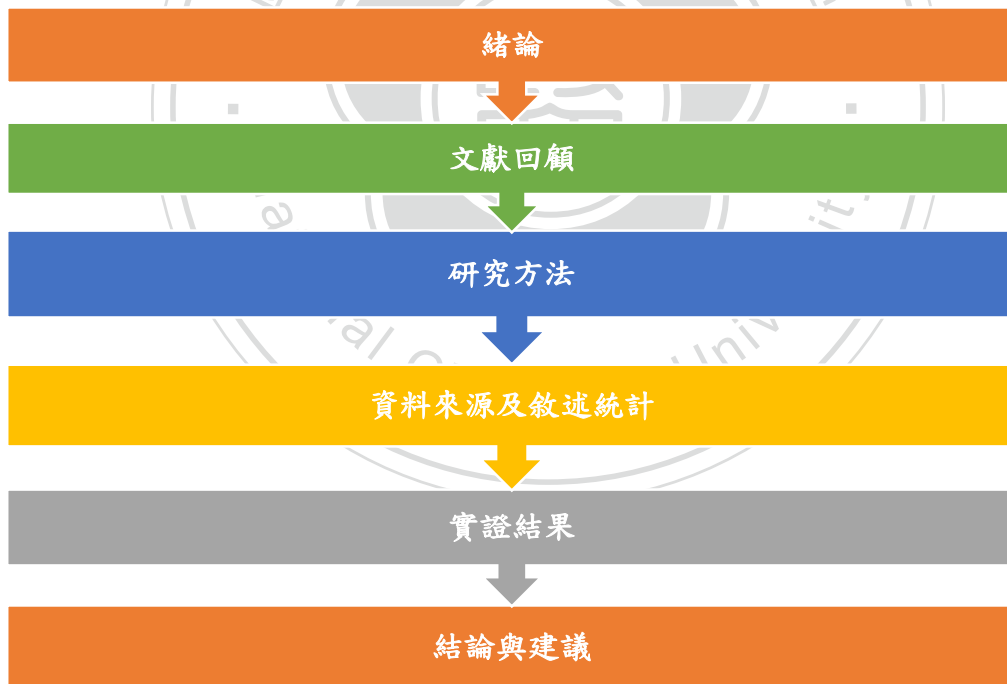 緒論
文獻回顧
研究方法
資料來源及敘述統計
實證結果
結論與建議